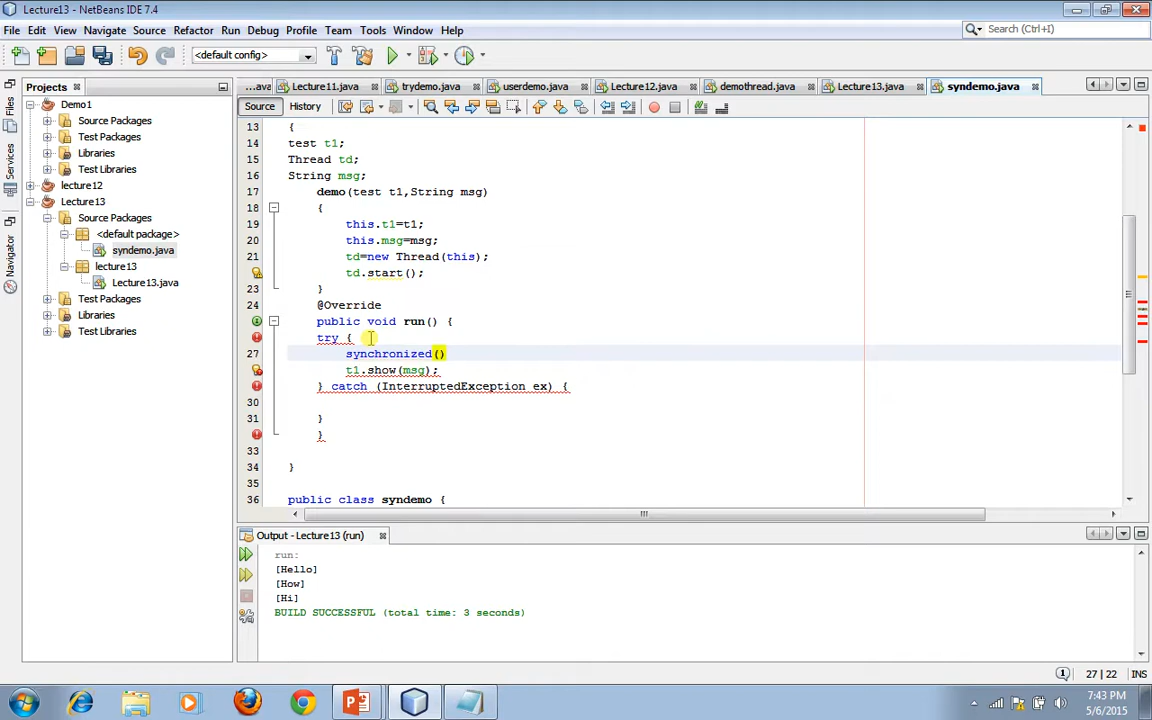 Lecture13 - NetBeans IDE 7.4
File Edit View Navigate Source Refactor Run Debug Profile Team Tools Window Help
Search (Ctrl+I)
<default config>
Projects
...ava Lecture11.java trydemo.java userdemo.java Lecture12.java demothread.java Lecture13.java syndemo.java
Source History
Files
Services
Navigator
Demo1
Source Packages
Test Packages
Libraries
Test Libraries
lecture12
Lecture13
Source Packages
<default package>
syndemo.java
lecture13
Lecture13.java
Test Packages
Libraries
Test Libraries
13 {
14 test t1;
15 Thread td;
16 String msg;
17 demo(test t1,String msg)
18 {
19 this.t1=t1;
20 this.msg=msg;
21 td=new Thread(this);
td.start();
23 }
24 @Override
public void run() {
try {
27 synchronized()
t1.show(msg);
} catch (InterruptedException ex) {
30
31 }
}
33
34 }
35
36 public class syndemo {
Output - Lecture13 (run)
run:
[Hello]
[How]
[Hi]
BUILD SUCCESSFUL (total time: 3 seconds)
1 27 | 22 INS
7:43 PM
5/6/2015